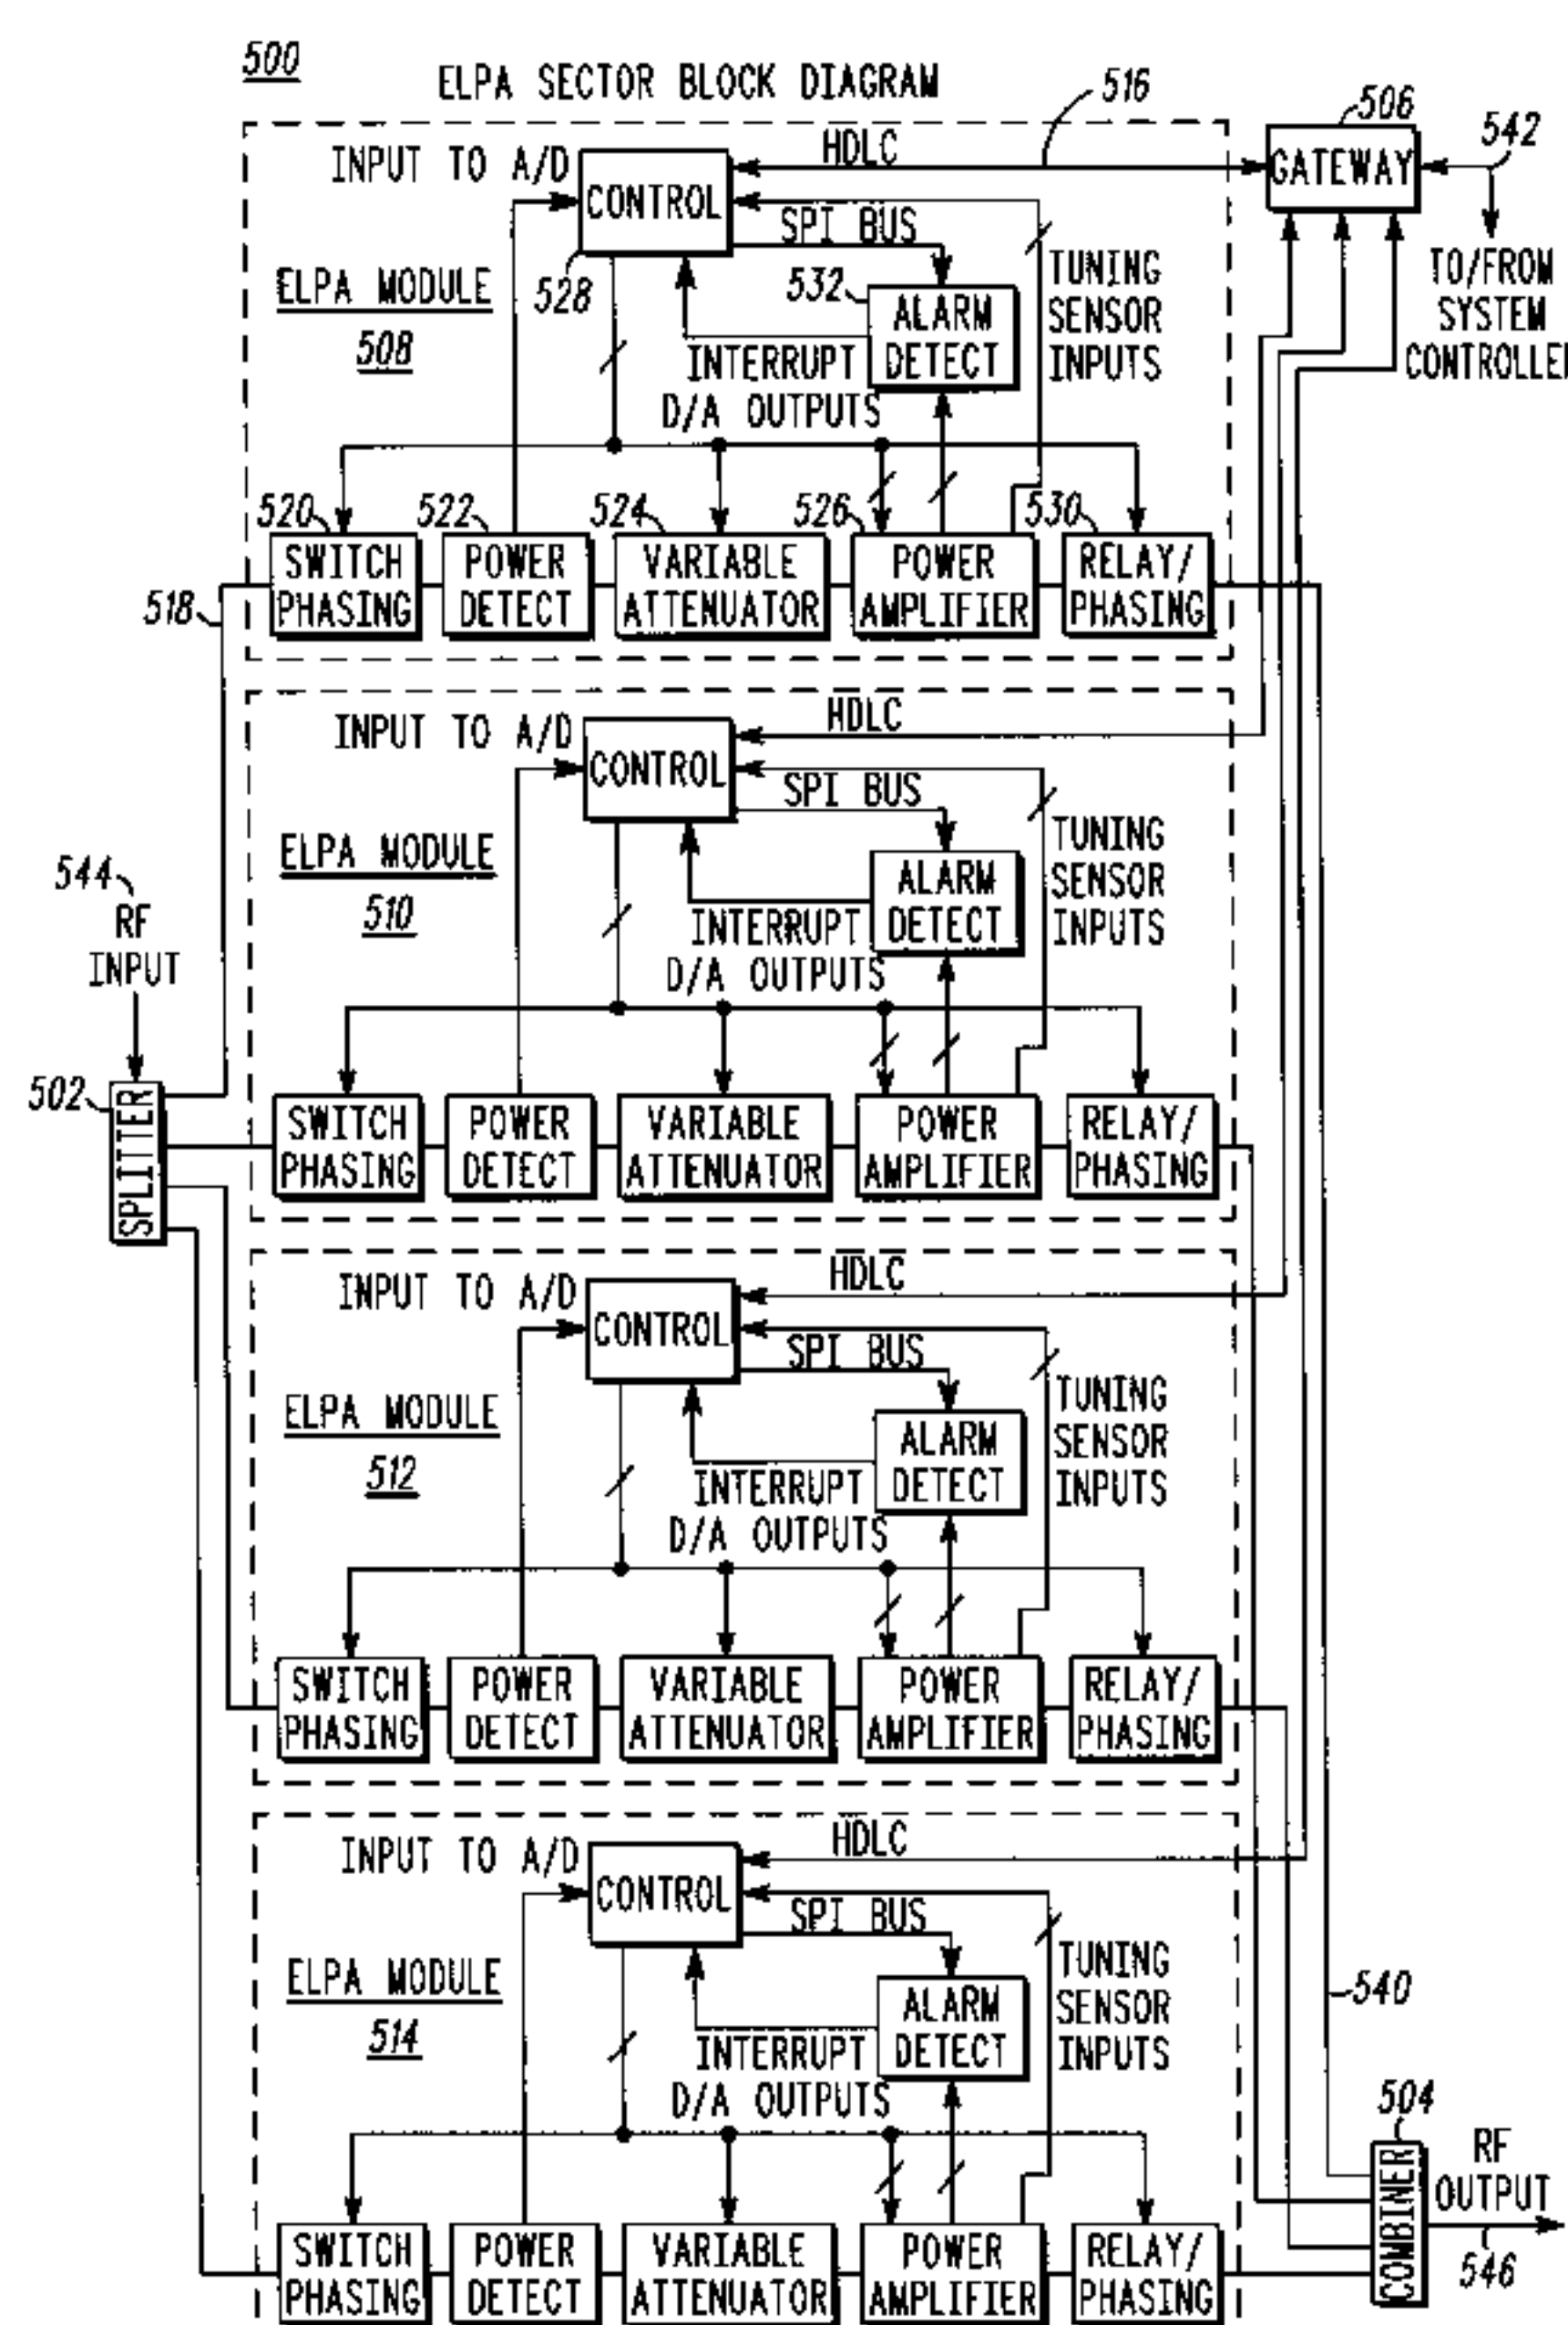 500
ELPA SECTOR BLOCK DIAGRAM
516
506
542
INPUT TO A/D
CONTROL
HDLC
GATEWAY
SPI BUS
528
532
ELPA MODULE
508
ALARM
DETECT
INTERRUPT
TUNING
SENSOR
INPUTS
TO/FROM
SYSTEM
CONTROLLE
D/A OUTPUTS
520
522
524
526
530
518
SWITCH
PHASING
POWER
DETECT
VARIABLE
ATTENUATOR
POWER
AMPLIFIER
RELAY/
PHASING
INPUT TO A/D
CONTROL
HDLC
SPI BUS
ELPA MODULE
510
ALARM
DETECT
INTERRUPT
TUNING
SENSOR
INPUTS
D/A OUTPUTS
544
RF
INPUT
502
SPLITTER
SWITCH
PHASING
POWER
DETECT
VARIABLE
ATTENUATOR
POWER
AMPLIFIER
RELAY/
PHASING
INPUT TO A/D
CONTROL
HDLC
SPI BUS
ELPA MODULE
512
ALARM
DETECT
INTERRUPT
TUNING
SENSOR
INPUTS
D/A OUTPUTS
SWITCH
PHASING
POWER
DETECT
VARIABLE
ATTENUATOR
POWER
AMPLIFIER
RELAY/
PHASING
INPUT TO A/D
CONTROL
HDLC
SPI BUS
ELPA MODULE
514
ALARM
DETECT
INTERRUPT
TUNING
SENSOR
INPUTS
D/A OUTPUTS
540
504
COMBINER
RF
OUTPUT
546
SWITCH
PHASING
POWER
DETECT
VARIABLE
ATTENUATOR
POWER
AMPLIFIER
RELAY/
PHASING